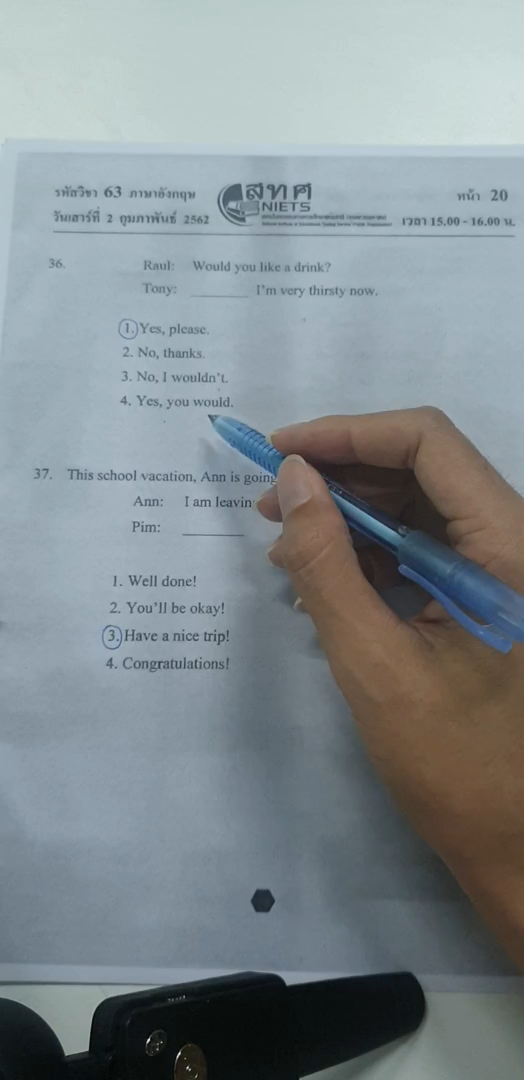 รหัสวิชา 63 ภาษาอังกฤษ
สทศ
NIETS
หน้า 20
วันเสาร์ที่ 2 กุมภาพันธ์ 2562
เวลา 15.00 - 16.00 น.
36. Raul: Would you like a drink?
Tony: ________ I'm very thirsty now.
1. Yes, please.
2. No, thanks.
3. No, I wouldn't.
4. Yes, you would.
37. This school vacation, Ann is going
Ann: I am leavin
Pim: ________
1. Well done!
2. You'll be okay!
3. Have a nice trip!
4. Congratulations!